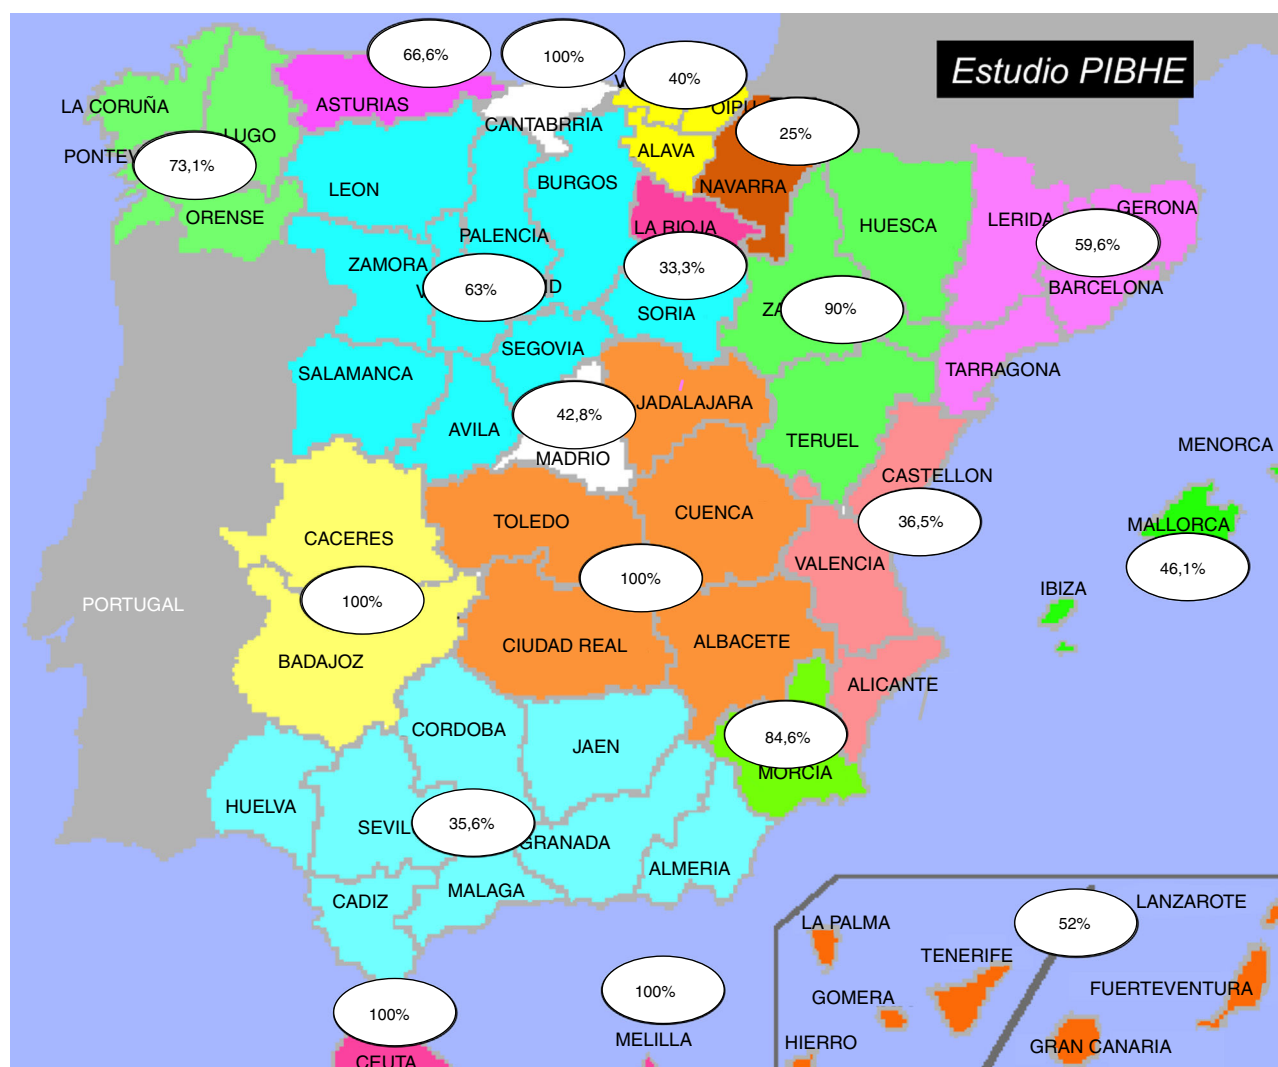 66,6%
100%
40%
Estudio PIBHE
LA CORUÑA
ASTURIAS
CANTABRRIA
LUGO
73,1%
ALAVA
25%
BURGOS
LEON
NAVARRA
ORENSE
LA RIOJA
HUESCA
LERIDA
GERONA
PALENCIA
59,6%
ZAMORA
33,3%
63%
BARCELONA
SORIA
90%
SEGOVIA
SALAMANCA
TARRAGONA
42,8%
JADALAJARA
AVILA
TERUEL
MENORCA
MADRIO
CASTELLON
TOLEDO
CUENCA
36,5%
MALLORCA
CACERES
VALENCIA
46,1%
100%
IBIZA
PORTUGAL
100%
CIUDAD REAL
ALBACETE
BADAJOZ
ALICANTE
CORDOBA
JAEN
84,6%
MORCIA
HUELVA
SEVIL
35,6%
GRANADA
ALMERIA
MALAGA
CADIZ
LA PALMA
52%
LANZAROTE
TENERIFE
100%
GOMERA
FUERTEVENTURA
100%
MELILLA
HIERRO
GRAN CANARIA
CEUTA